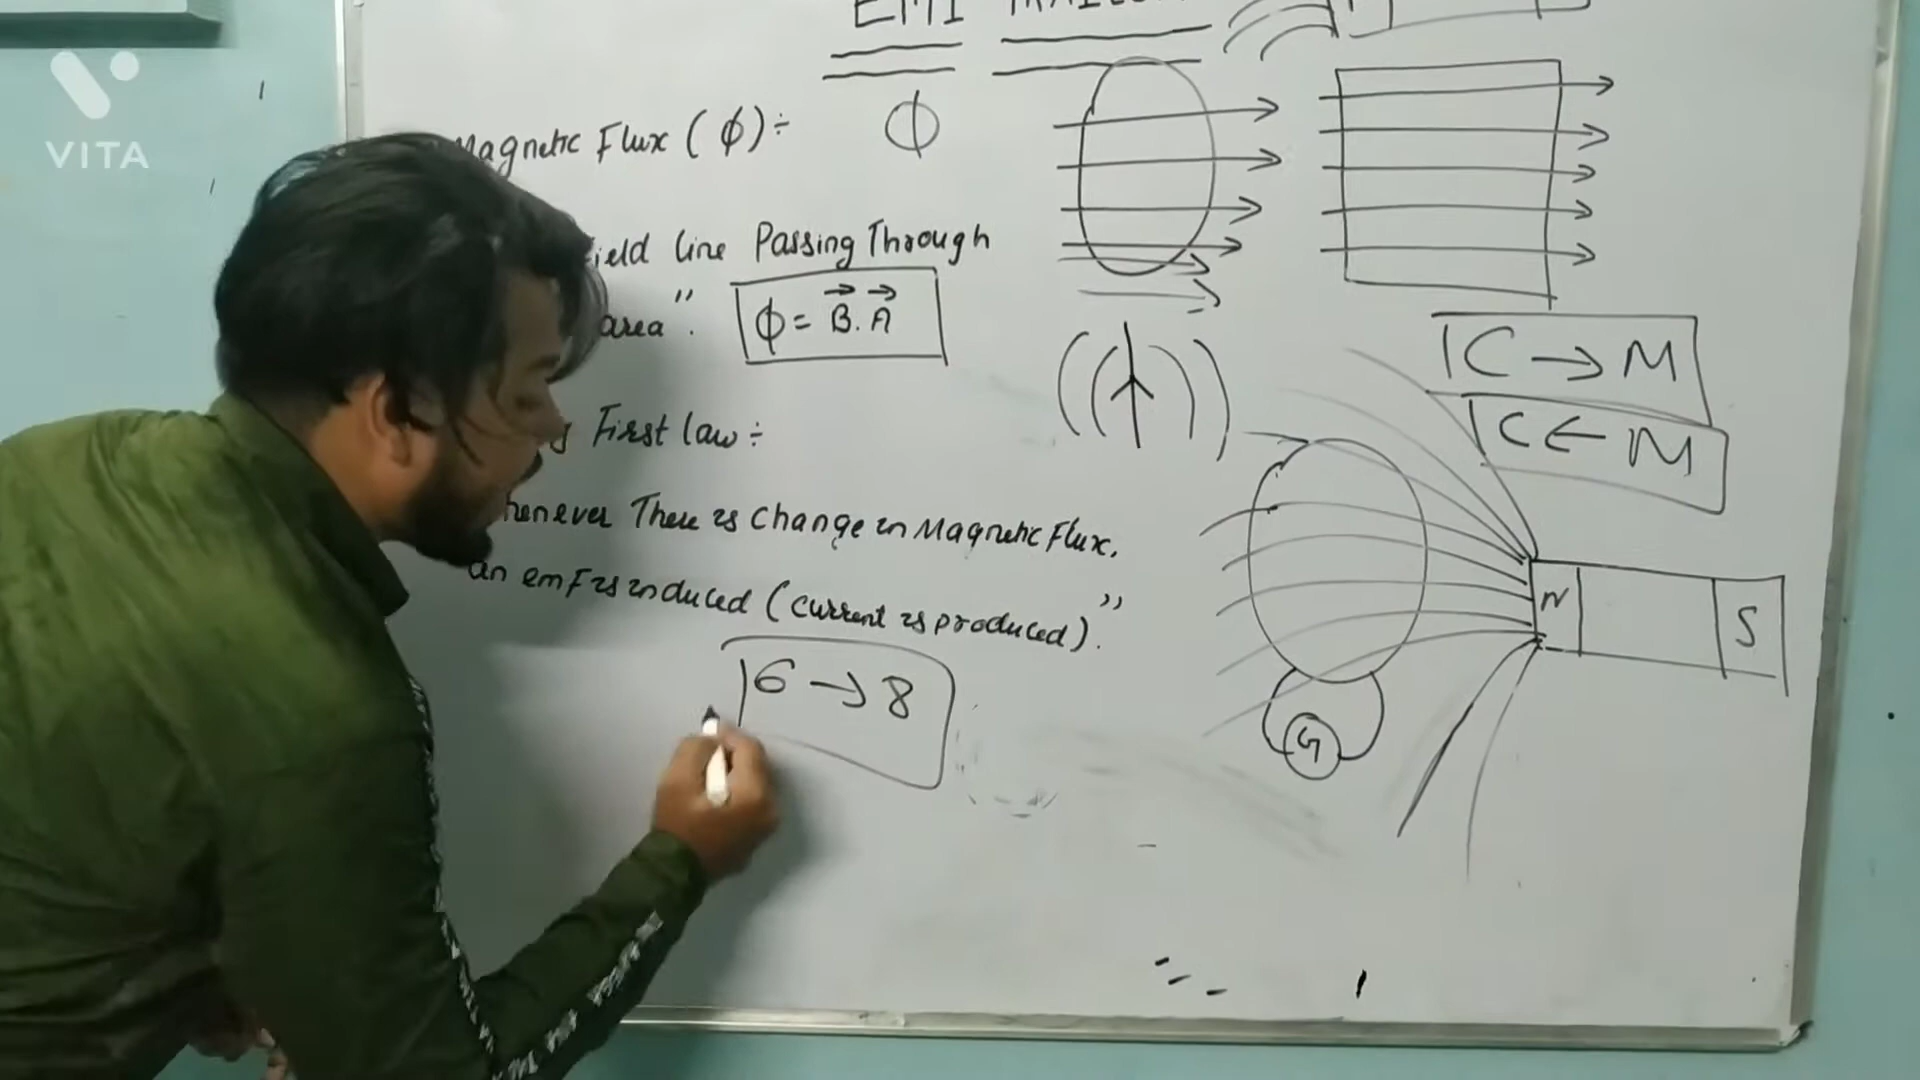 VITA
EMI
Magnetic Flux (ϕ)÷
ϕ
Field line Passing Through
area".
ϕ = B⃗.A⃗
First law÷
Whenever There is Change in Magnetic Flux,
an emf is induced (current is produced)."
6 → 8
C → M
C ← M
N
S
G